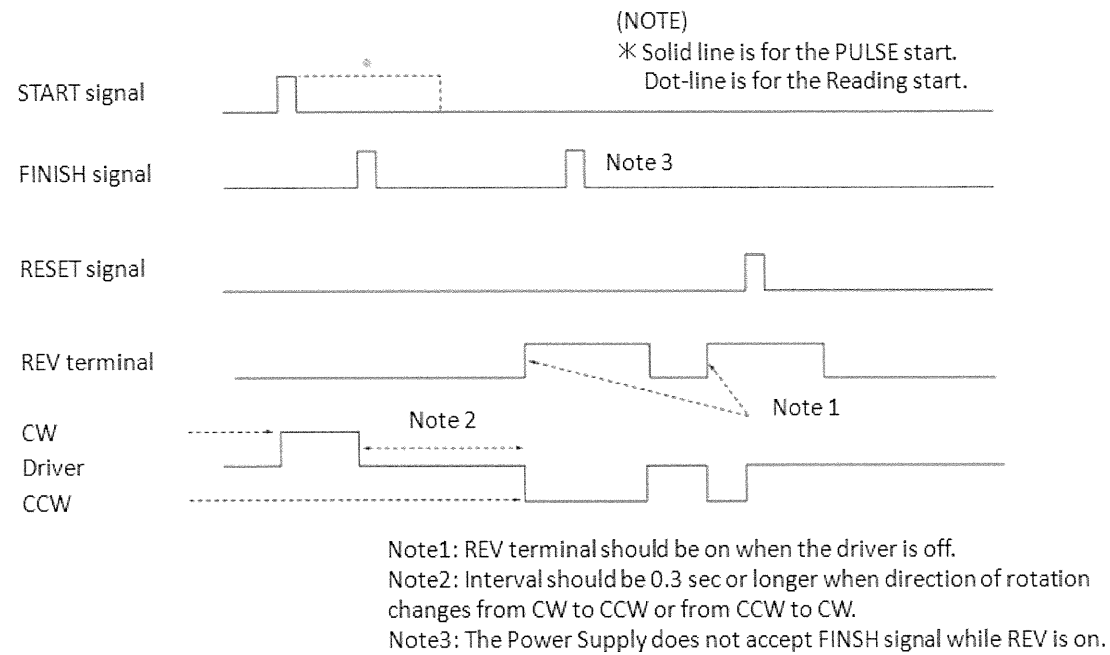 (NOTE)
＊ Solid line is for the PULSE start.
Dot-line is for the Reading start.
*
START signal
FINISH signal
Note 3
RESET signal
REV terminal
Note 1
CW
Note 2
Driver
CCW
Note1: REV terminal should be on when the driver is off.
Note2: Interval should be 0.3 sec or longer when direction of rotation
changes from CW to CCW or from CCW to CW.
Note3: The Power Supply does not accept FINSH signal while REV is on.